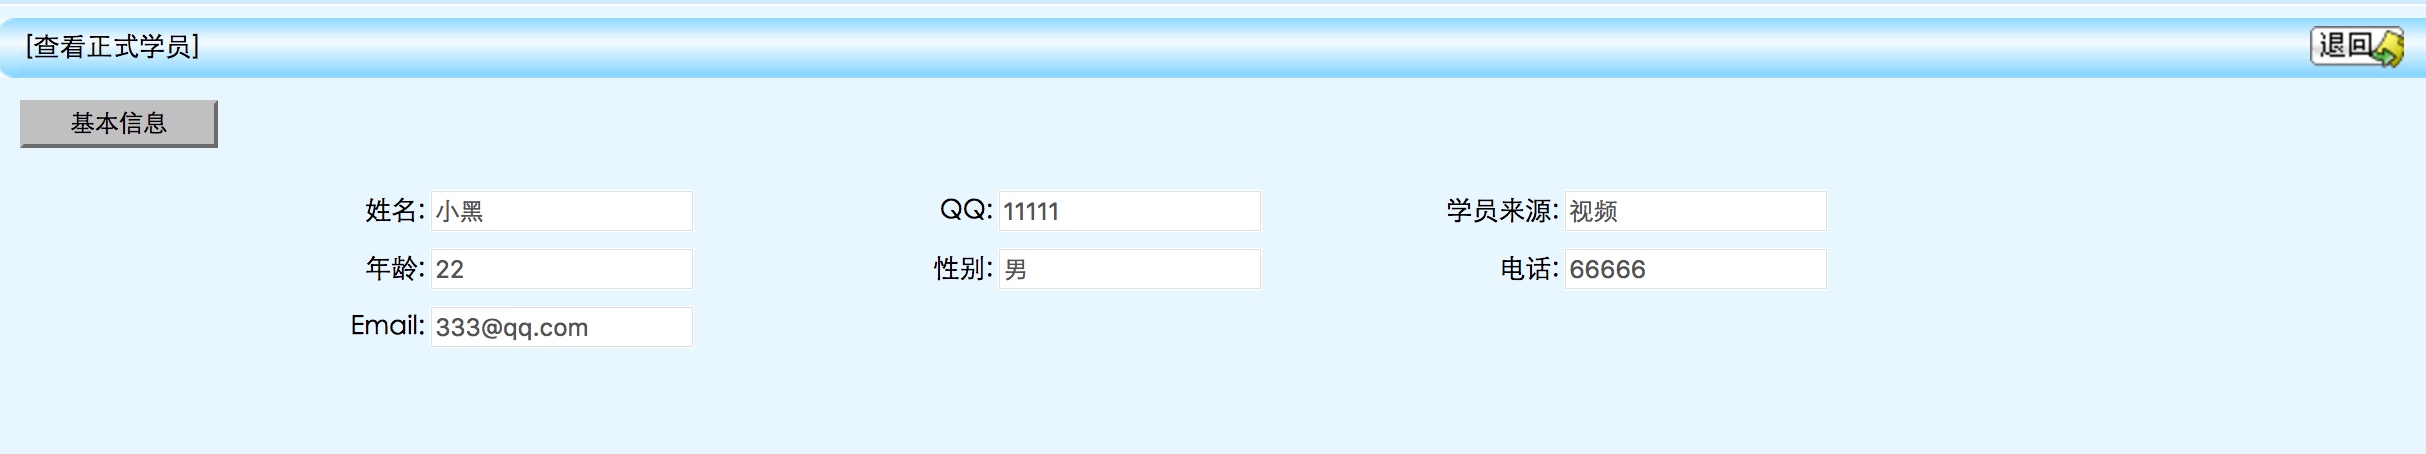 [查看正式学员] 退回
基本信息
姓名: 小黑 QQ: 11111 学员来源: 视频
年龄: 22 性别: 男 电话: 66666
Email: 333@qq.com